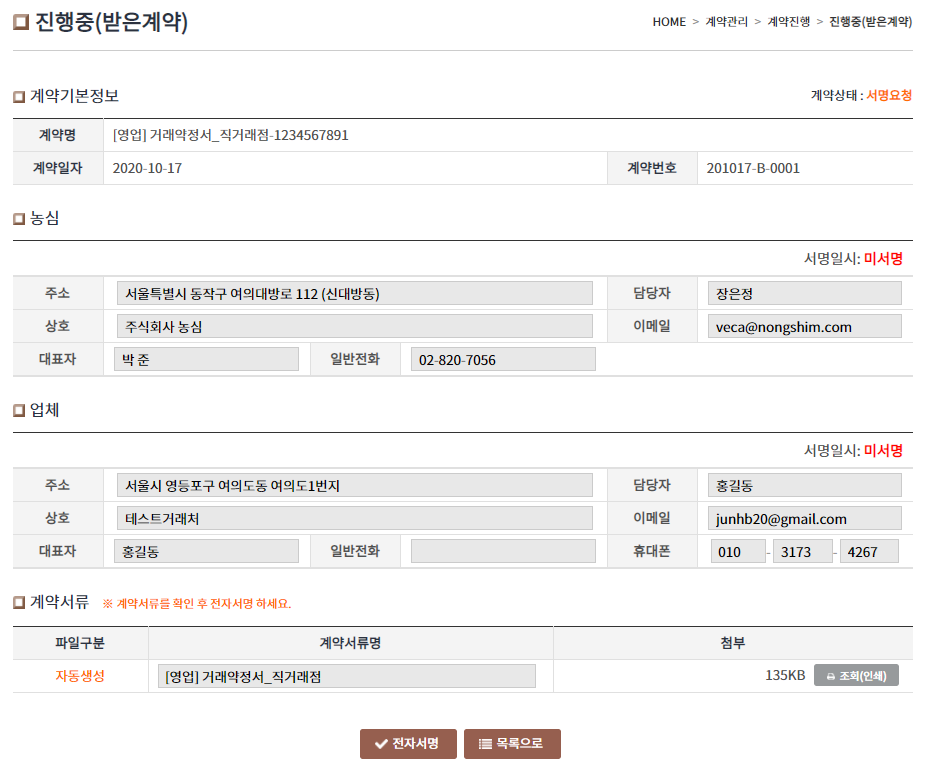 진행중(받은계약)
HOME > 계약관리 > 계약진행 > 진행중(받은계약)
계약기본정보
계약상태 : 서명요청
계약명 [영업] 거래약정서_직거래점-1234567891
계약일자 2020-10-17 계약번호 201017-B-0001
농심
서명일시: 미서명
주소 서울특별시 동작구 여의대방로 112 (신대방동) 담당자 장은정
상호 주식회사 농심 이메일 veca@nongshim.com
대표자 박 준 일반전화 02-820-7056
업체
서명일시: 미서명
주소 서울시 영등포구 여의도동 여의도1번지 담당자 홍길동
상호 테스트거래처 이메일 junhb20@gmail.com
대표자 홍길동 일반전화 휴대폰 010 - 3173 - 4267
계약서류 ※ 계약서류를 확인 후 전자서명 하세요.
파일구분 계약서류명 첨부
자동생성 [영업] 거래약정서_직거래점 135KB 조회(인쇄)
전자서명 목록으로